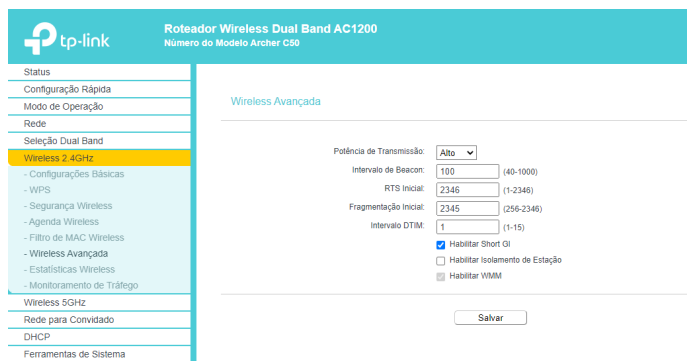 tp-link
Roteador Wireless Dual Band AC1200
Número do Modelo Archer C50
Status
Configuração Rápida
Modo de Operação
Rede
Seleção Dual Band
Wireless 2.4GHz
- Configurações Básicas
- WPS
- Segurança Wireless
- Agenda Wireless
- Filtro de MAC Wireless
- Wireless Avançada
- Estatísticas Wireless
- Monitoramento de Tráfego
Wireless 5GHz
Rede para Convidado
DHCP
Ferramentas de Sistema
Wireless Avançada
Potência de Transmissão: Alto
Intervalo de Beacon: 100 (40-1000)
RTS Inicial: 2346 (1-2346)
Fragmentação Inicial: 2345 (256-2346)
Intervalo DTIM: 1 (1-15)
Habilitar Short GI
Habilitar Isolamento de Estação
Habilitar WMM
Salvar